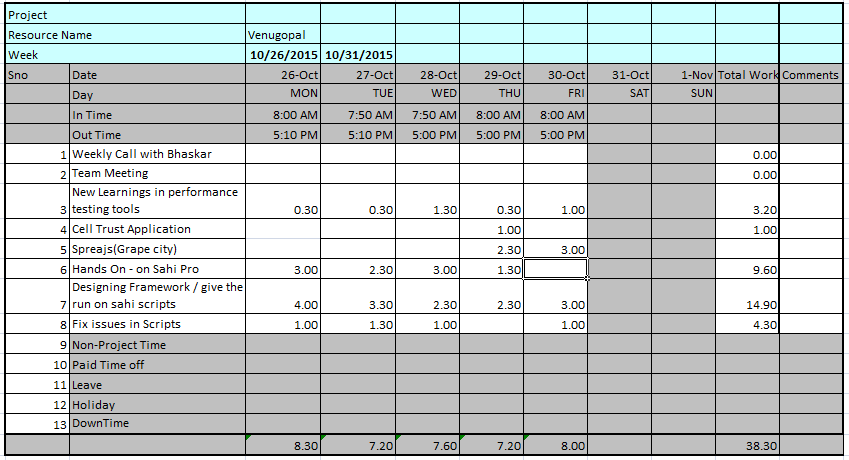 Project
Resource Name Venugopal
Week 10/26/2015 10/31/2015
Sno Date 26-Oct 27-Oct 28-Oct 29-Oct 30-Oct 31-Oct 1-Nov Total Work Comments
Day MON TUE WED THU FRI SAT SUN
In Time 8:00 AM 7:50 AM 7:50 AM 8:00 AM 8:00 AM
Out Time 5:10 PM 5:10 PM 5:00 PM 5:00 PM 5:00 PM
1 Weekly Call with Bhaskar 0.00
2 Team Meeting 0.00
New Learnings in performance
3 testing tools 0.30 0.30 1.30 0.30 1.00 3.20
4 Cell Trust Application 1.00 1.00
5 Spreajs(Grape city) 2.30 3.00
6 Hands On - on Sahi Pro 3.00 2.30 3.00 1.30 9.60
Designing Framework / give the
7 run on sahi scripts 4.00 3.30 2.30 2.30 3.00 14.90
8 Fix issues in Scripts 1.00 1.30 1.00 1.00 4.30
9 Non-Project Time
10 Paid Time off
11 Leave
12 Holiday
13 DownTime
8.30 7.20 7.60 7.20 8.00 38.30